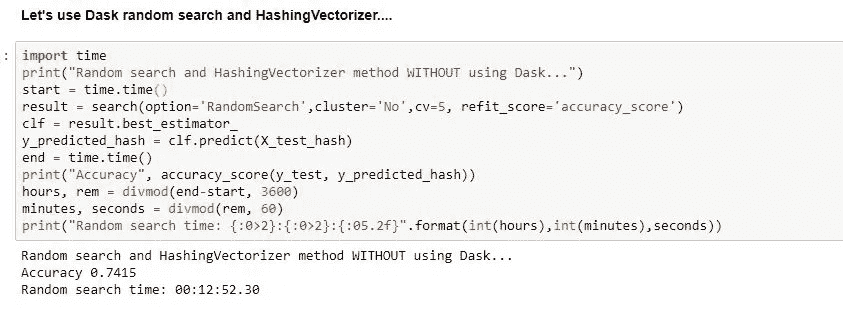 Let's use Dask random search and HashingVectorizer....
: import time
print("Random search and HashingVectorizer method WITHOUT using Dask...")
start = time.time()
result = search(option='RandomSearch',cluster='No',cv=5, refit_score='accuracy_score')
clf = result.best_estimator_
y_predicted_hash = clf.predict(X_test_hash)
end = time.time()
print("Accuracy", accuracy_score(y_test, y_predicted_hash))
hours, rem = divmod(end-start, 3600)
minutes, seconds = divmod(rem, 60)
print("Random search time: {:0>2}:{:0>2}:{:05.2f}".format(int(hours),int(minutes),seconds))
Random search and HashingVectorizer method WITHOUT using Dask...
Accuracy 0.7415
Random search time: 00:12:52.30